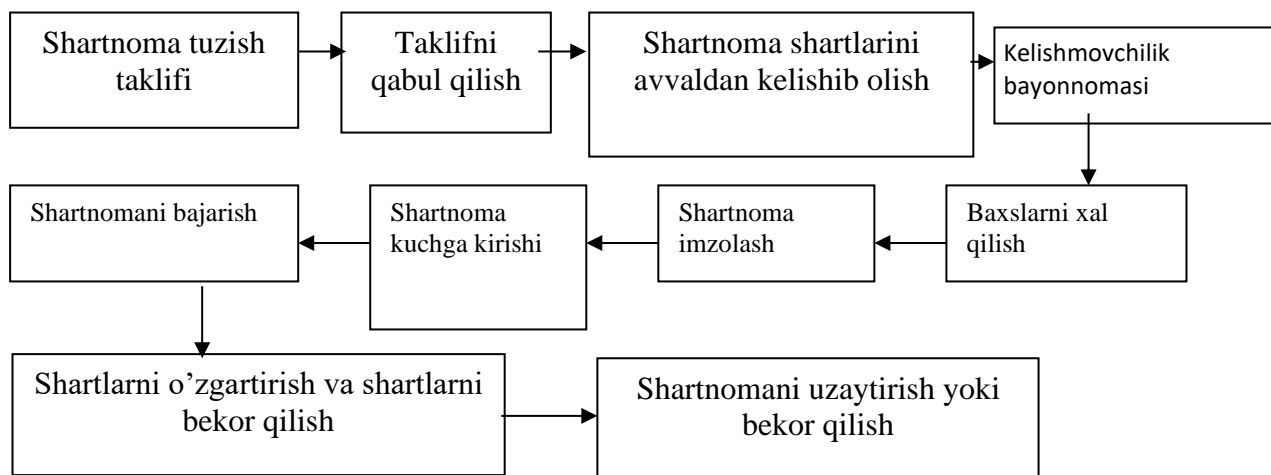 Shartnoma tuzish
taklifi
Taklifni
qabul qilish
Shartnoma shartlarini
avvaldan kelishib olish
Kelishmovchilik
bayonnomasi
Baxslarni xal
qilish
Shartnoma
imzolash
Shartnoma
kuchga kirishi
Shartnomani bajarish
Shartlarni o’zgartirish va shartlarni
bekor qilish
Shartnomani uzaytirish yoki
bekor qilish